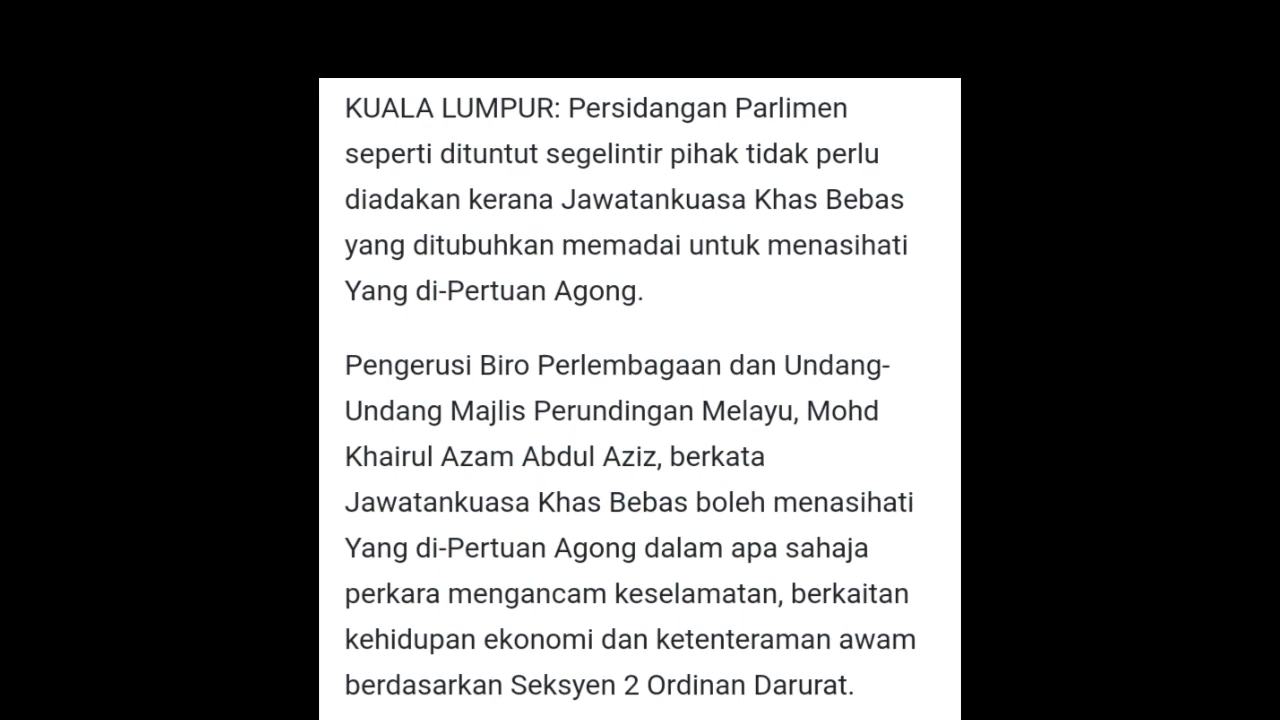 KUALA LUMPUR: Persidangan Parlimen
seperti dituntut segelintir pihak tidak perlu
diadakan kerana Jawatankuasa Khas Bebas
yang ditubuhkan memadai untuk menasihati
Yang di-Pertuan Agong.
Pengerusi Biro Perlembagaan dan Undang-
Undang Majlis Perundingan Melayu, Mohd
Khairul Azam Abdul Aziz, berkata
Jawatankuasa Khas Bebas boleh menasihati
Yang di-Pertuan Agong dalam apa sahaja
perkara mengancam keselamatan, berkaitan
kehidupan ekonomi dan ketenteraman awam
berdasarkan Seksyen 2 Ordinan Darurat.